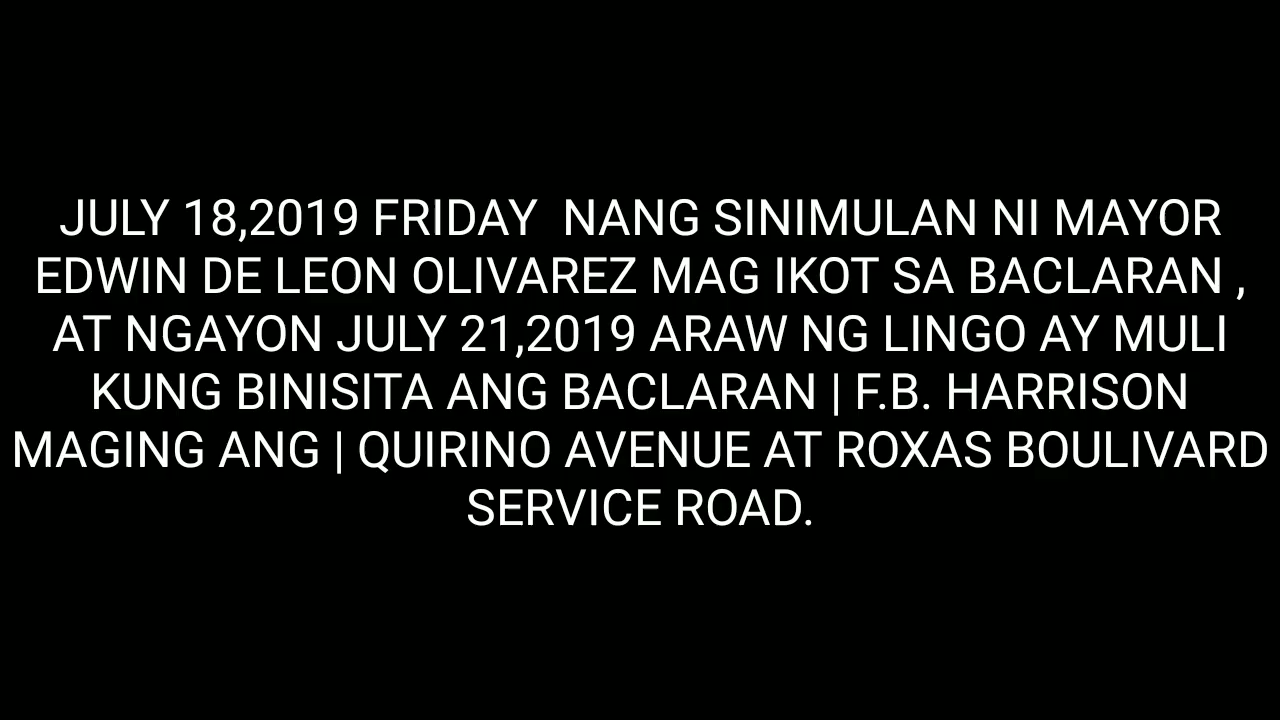 JULY 18,2019 FRIDAY  NANG SINIMULAN NI MAYOR
EDWIN DE LEON OLIVAREZ MAG IKOT SA BACLARAN ,
AT NGAYON JULY 21,2019 ARAW NG LINGO AY MULI
KUNG BINISITA ANG BACLARAN | F.B. HARRISON
MAGING ANG | QUIRINO AVENUE AT ROXAS BOULIVARD
SERVICE ROAD.